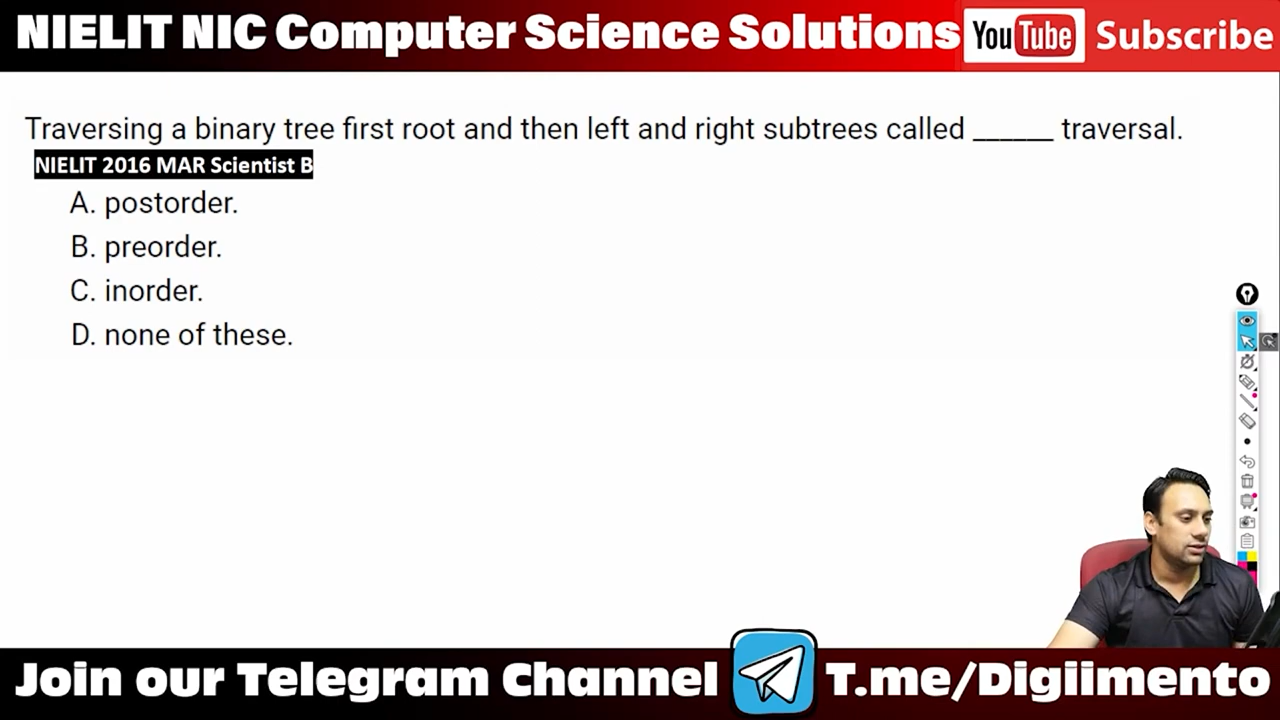 NIELIT NIC Computer Science Solutions YouTube Subscribe
Traversing a binary tree first root and then left and right subtrees called ______ traversal.
NIELIT 2016 MAR Scientist B
A. postorder.
B. preorder.
C. inorder.
D. none of these.
Join our Telegram Channel T.me/Digiimento